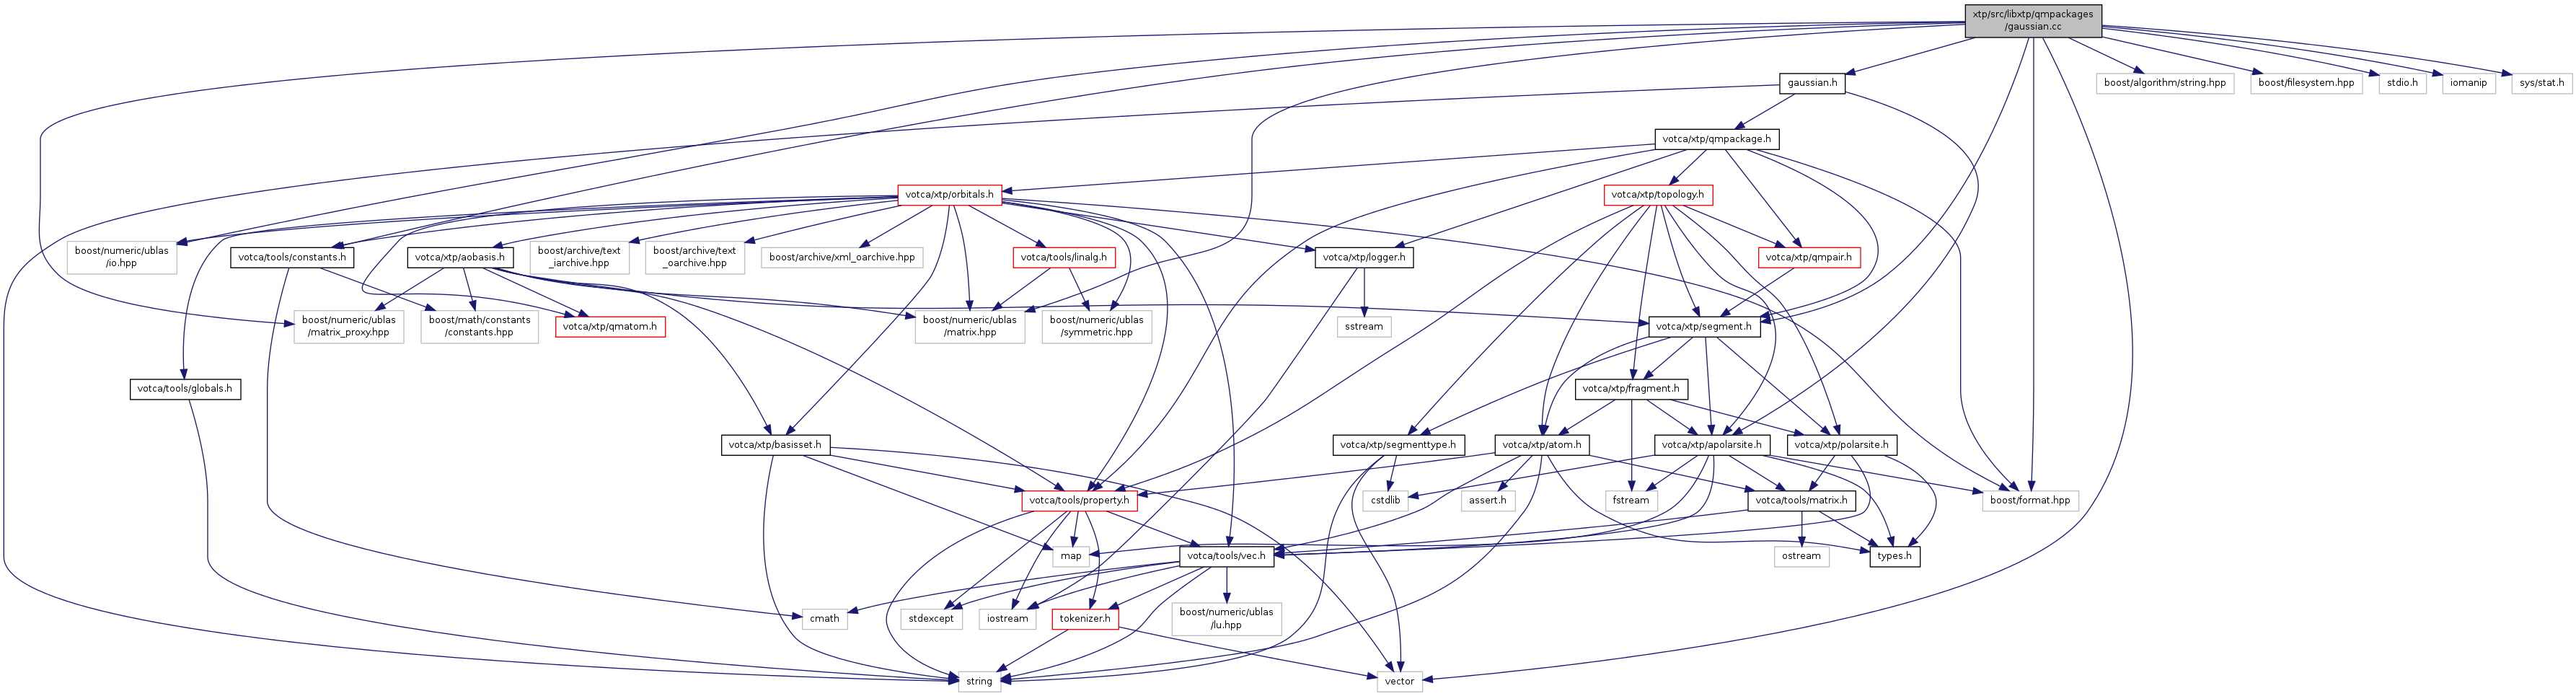 xtp/src/libxtp/qmpackages
/gaussian.cc
gaussian.h
boost/algorithm/string.hpp
boost/filesystem.hpp
stdio.h
iomanip
sys/stat.h
votca/xtp/qmpackage.h
votca/xtp/orbitals.h
votca/xtp/topology.h
boost/numeric/ublas
/io.hpp
votca/tools/constants.h
votca/xtp/aobasis.h
boost/archive/text
_iarchive.hpp
boost/archive/text
_oarchive.hpp
boost/archive/xml_oarchive.hpp
votca/tools/linalg.h
votca/xtp/logger.h
votca/xtp/qmpair.h
boost/numeric/ublas
/matrix_proxy.hpp
boost/math/constants
/constants.hpp
votca/xtp/qmatom.h
boost/numeric/ublas
/matrix.hpp
boost/numeric/ublas
/symmetric.hpp
sstream
votca/xtp/segment.h
votca/tools/globals.h
votca/xtp/fragment.h
votca/xtp/basisset.h
votca/xtp/segmenttype.h
votca/xtp/atom.h
votca/xtp/apolarsite.h
votca/xtp/polarsite.h
votca/tools/property.h
cstdlib
assert.h
fstream
votca/tools/matrix.h
boost/format.hpp
map
votca/tools/vec.h
ostream
types.h
cmath
stdexcept
iostream
tokenizer.h
boost/numeric/ublas
/lu.hpp
string
vector